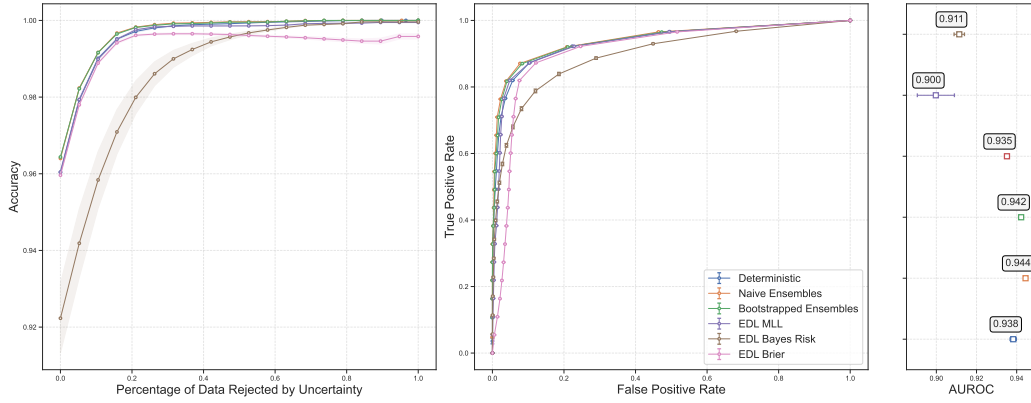 1.00
0.98
0.96
0.94
0.92
Accuracy
0.0
0.2
0.4
0.6
0.8
1.0
Percentage of Data Rejected by Uncertainty
1.0
0.8
0.6
0.4
0.2
0.0
True Positive Rate
Deterministic
Naive Ensembles
Bootstrapped Ensembles
EDL MLL
EDL Bayes Risk
EDL Brier
0.0
0.2
0.4
0.6
0.8
1.0
False Positive Rate
0.911
0.900
0.935
0.942
0.944
0.938
0.90
0.92
0.94
AUROC